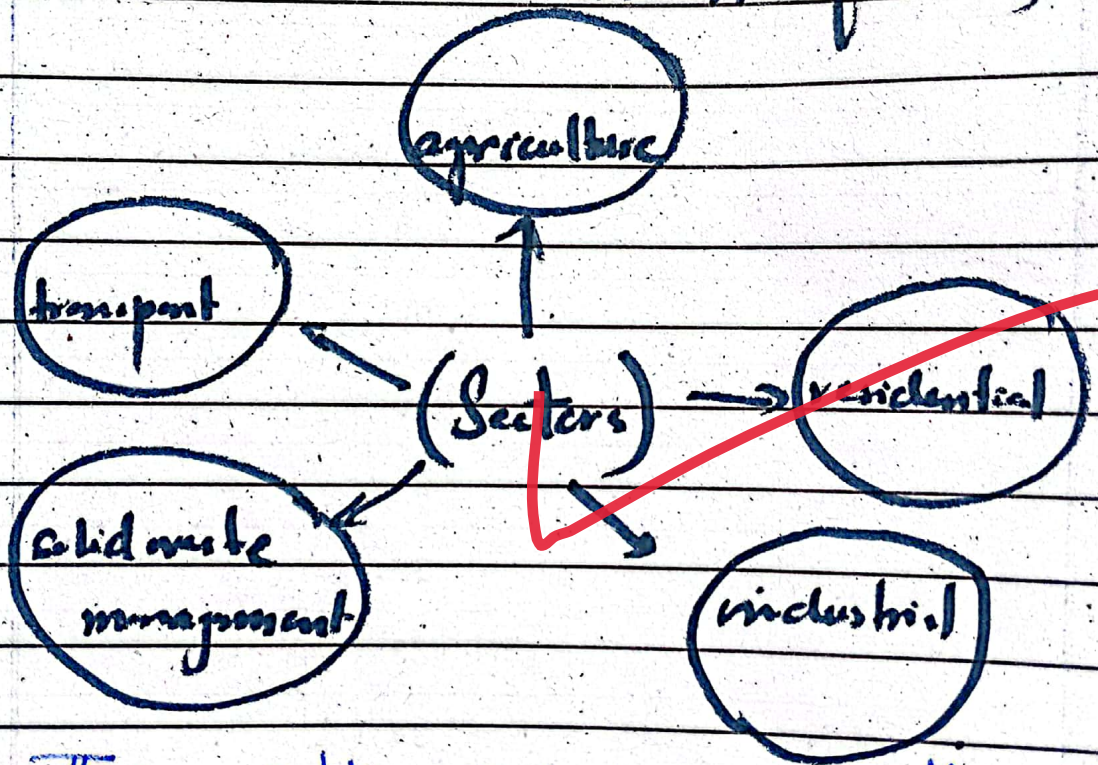 agriculture
transport
(Sectors)
residential
solid waste
management
industrial